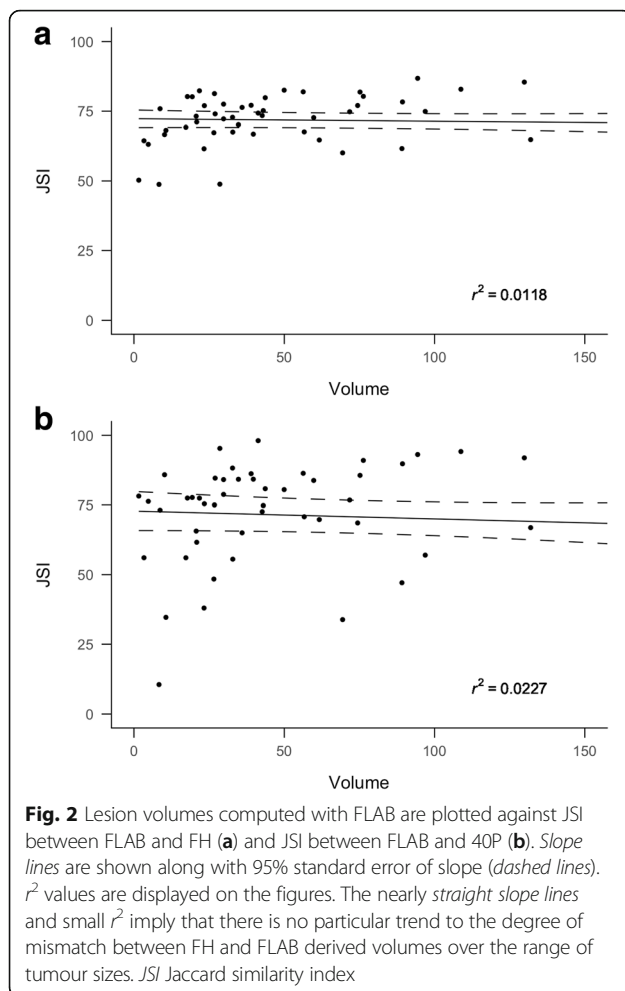 a
100
75
50
25
0
JSI
r² = 0.0118
0 50 100 150
Volume
b
100
75
50
25
0
JSI
r² = 0.0227
0 50 100 150
Volume
Fig. 2 Lesion volumes computed with FLAB are plotted against JSI
between FLAB and FH (a) and JSI between FLAB and 40P (b). Slope
lines are shown along with 95% standard error of slope (dashed lines).
r² values are displayed on the figures. The nearly straight slope lines
and small r² imply that there is no particular trend to the degree of
mismatch between FH and FLAB derived volumes over the range of
tumour sizes. JSI Jaccard similarity index